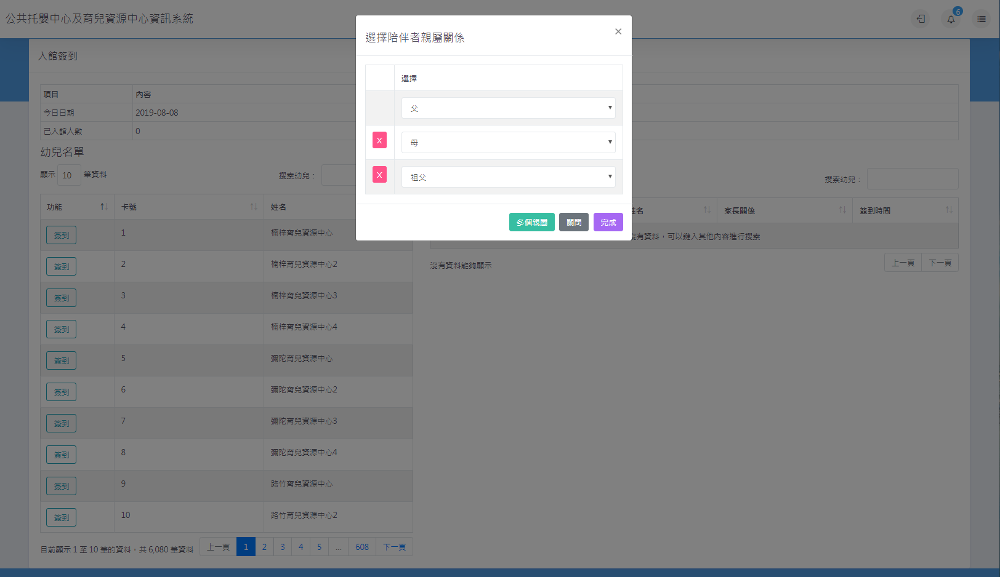 公共托嬰中心及育兒資源中心資訊系統
6
入館簽到
項目 內容
今日日期 2019-08-08
已入館人數 0
幼兒名單
顯示 10 筆資料 搜索幼兒：
功能 卡號 姓名
簽到 1 楠梓育兒資源中心
簽到 2 楠梓育兒資源中心2
簽到 3 楠梓育兒資源中心3
簽到 4 楠梓育兒資源中心4
簽到 5 彌陀育兒資源中心
簽到 6 彌陀育兒資源中心2
簽到 7 彌陀育兒資源中心3
簽到 8 彌陀育兒資源中心4
簽到 9 路竹育兒資源中心
簽到 10 路竹育兒資源中心2
目前顯示 1 至 10 筆的資料，共 6,080 筆資料 上一頁 1 2 3 4 5 ... 608 下一頁
選擇陪伴者親屬關係 ×
選擇
父
X 母
X 祖父
多個親屬 關閉 完成
搜索幼兒：
姓名 家長關係 簽到時間
沒有資料，可以鍵入其他內容進行搜索
沒有資料能夠顯示 上一頁 下一頁